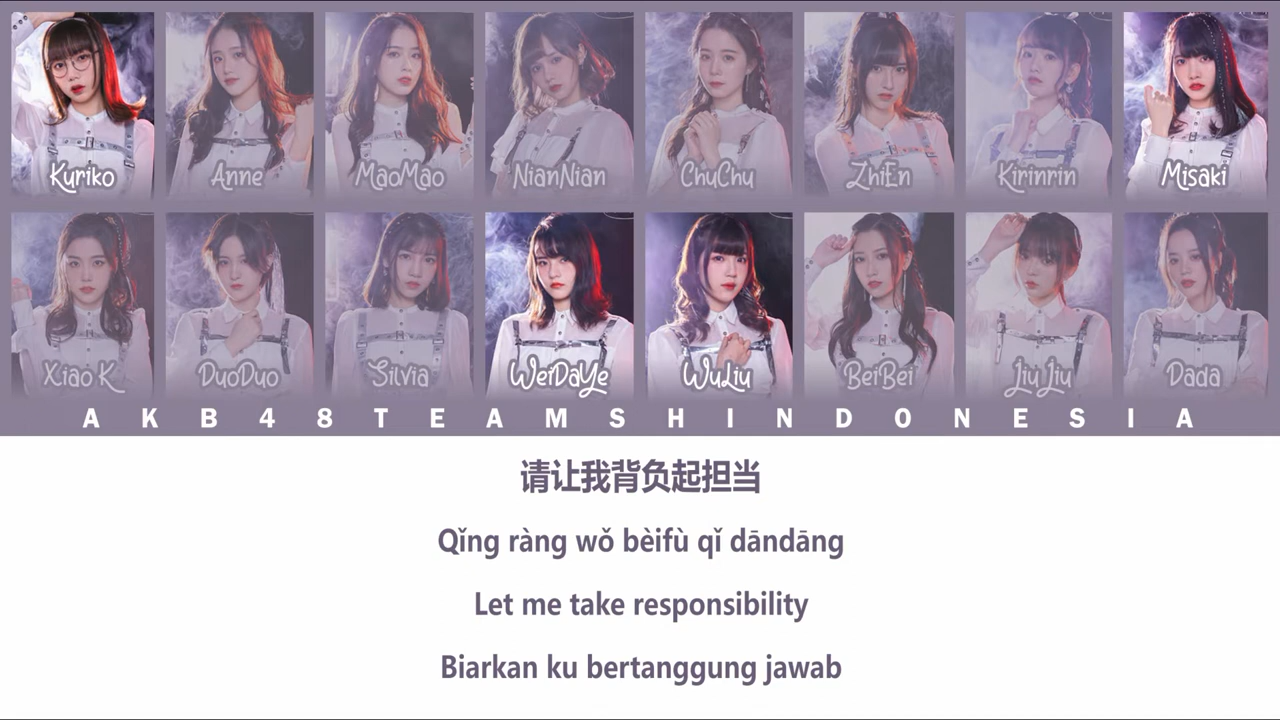 Kuriko Anne MaoMao NianNian ChuChu ZhiEn Kirinrin Misaki
Xiao K DuoDuo Silvia WeiDaYe WuLiu BeiBei JiuJiu Dada
AKB48TEAMSHINDONESIA
请让我背负起担当
Qǐng ràng wǒ bèifù qǐ dāndāng
Let me take responsibility
Biarkan ku bertanggung jawab